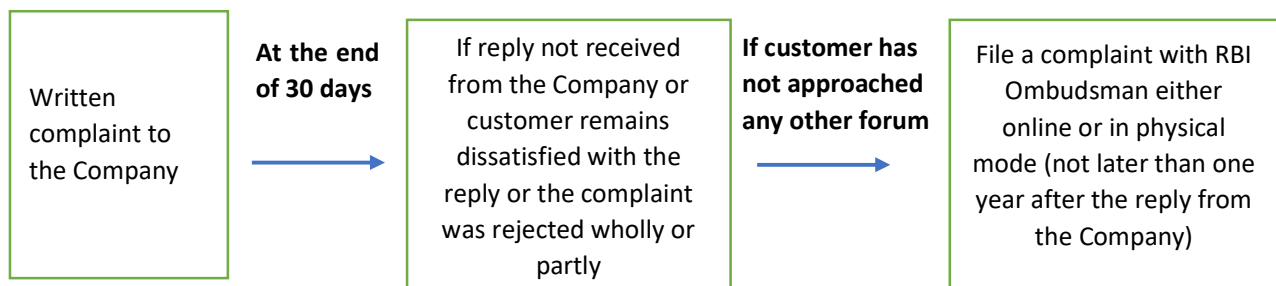 Written
complaint to
the Company
At the end
of 30 days
If reply not received
from the Company or
customer remains
dissatisfied with the
reply or the complaint
was rejected wholly or
partly
If customer has
not approached
any other forum
File a complaint with RBI
Ombudsman either
online or in physical
mode (not later than one
year after the reply from
the Company)